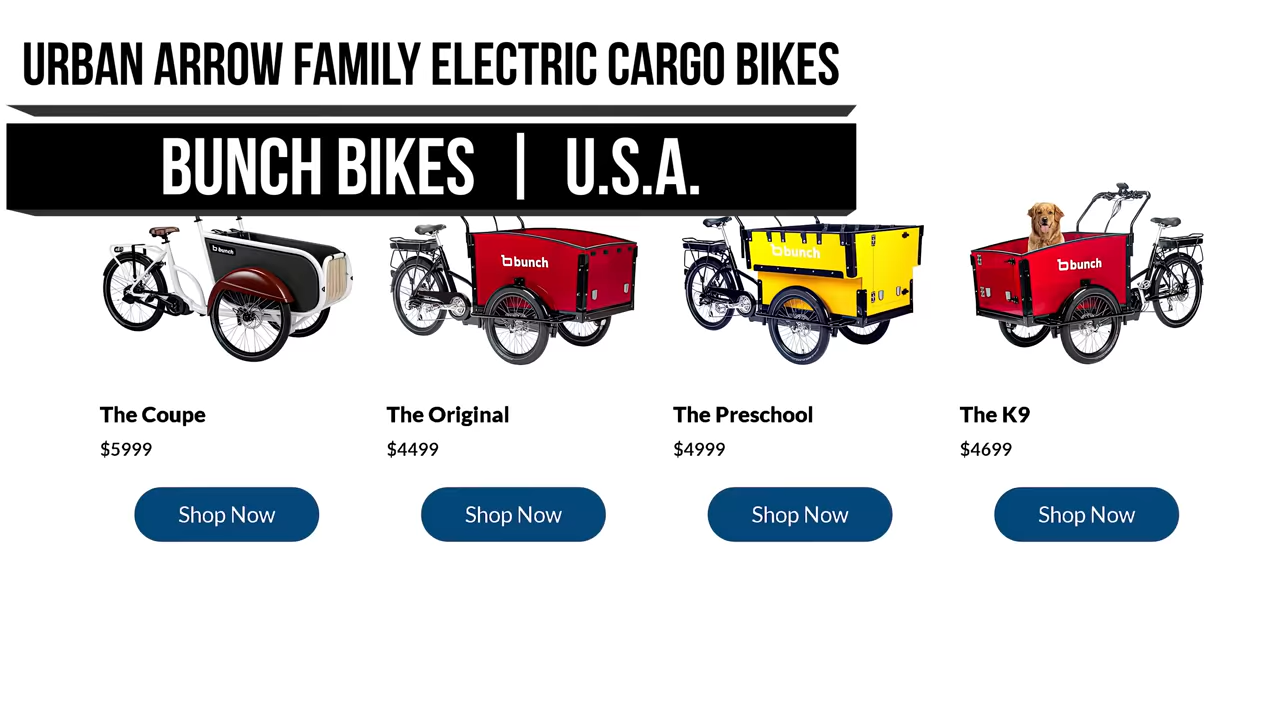 URBAN ARROW FAMILY ELECTRIC CARGO BIKES
BUNCH BIKES | U.S.A.
bunch
bunch
bunch
bunch
The Coupe
The Original
The Preschool
The K9
$5999
$4499
$4999
$4699
Shop Now
Shop Now
Shop Now
Shop Now